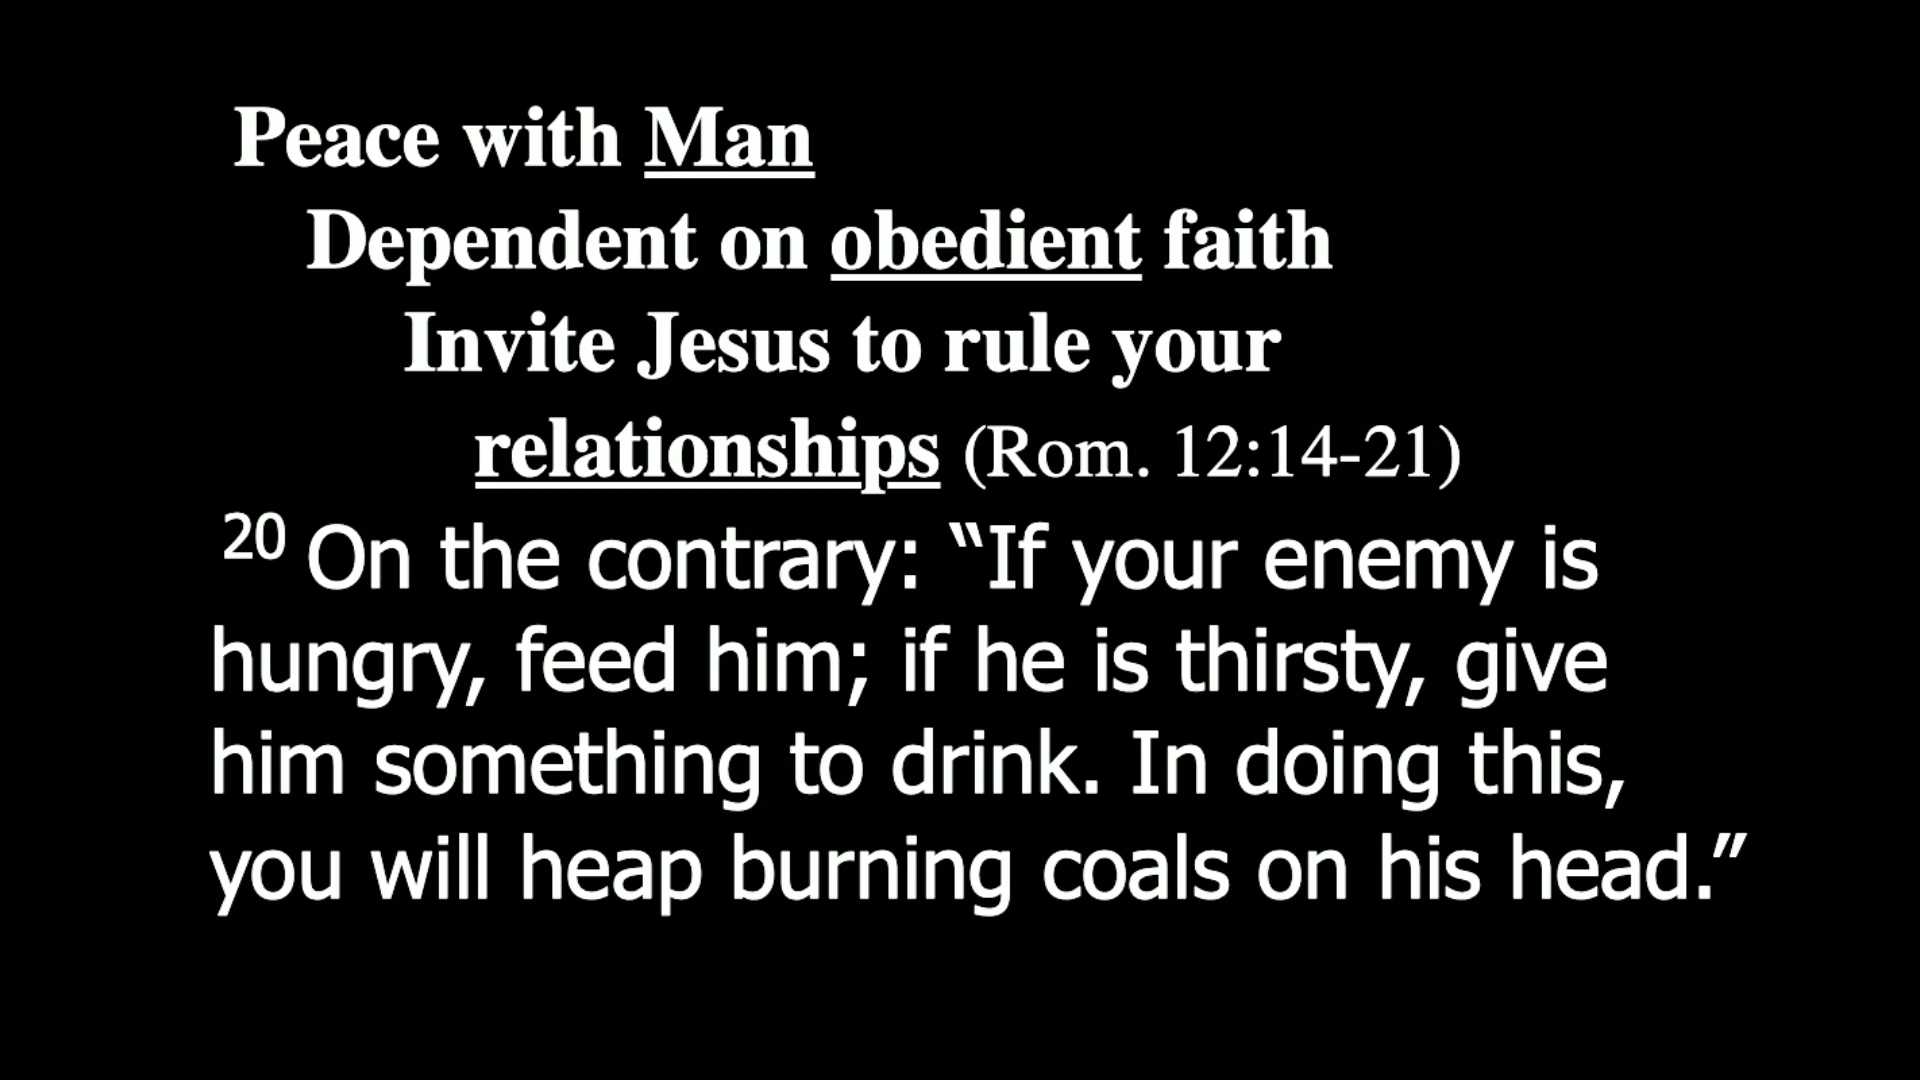 Peace with Man
Dependent on obedient faith
Invite Jesus to rule your
relationships (Rom. 12:14-21)
20 On the contrary: “If your enemy is
hungry, feed him; if he is thirsty, give
him something to drink. In doing this,
you will heap burning coals on his head.”